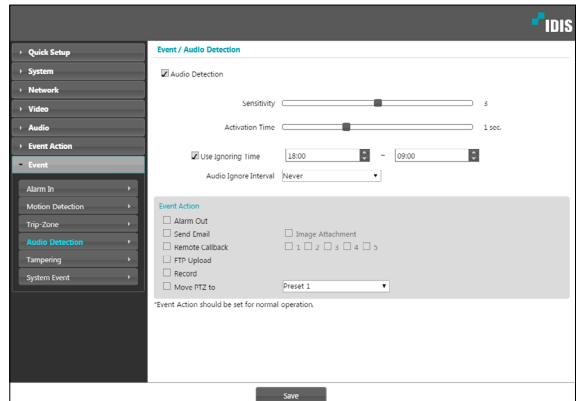 IDIS
Quick Setup
System
Network
Video
Audio
Event Action
Event
Alarm In
Motion Detection
Trip-Zone
Audio Detection
Tampering
System Event
Event / Audio Detection
Audio Detection
Sensitivity 3
Activation Time 1 sec.
Use Ignoring Time 18:00 ~ 09:00
Audio Ignore Interval Never
Event Action
Alarm Out
Send Email Image Attachment
Remote Callback 1 2 3 4 5
FTP Upload
Record
Move PTZ to Preset 1
*Event Action should be set for normal operation.
Save